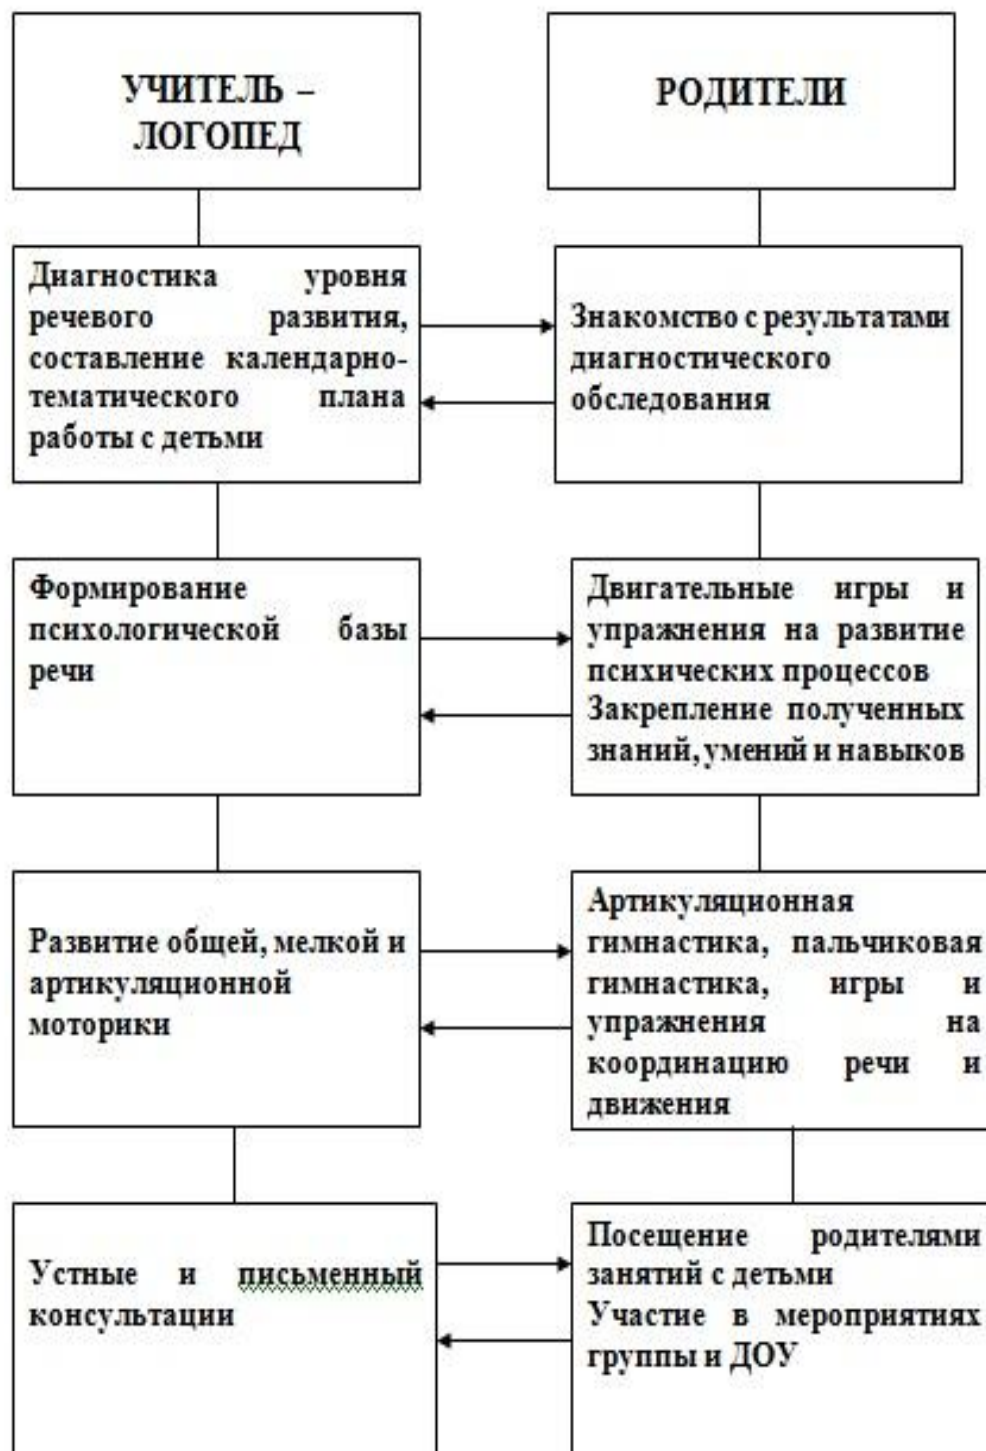 УЧИТЕЛЬ –
ЛОГОПЕД
РОДИТЕЛИ
Диагностика уровня
речевого развития,
составление календарно-
тематического плана
работы с детьми
Знакомство с результатами
диагностического
обследования
Формирование
психологической базы
речи
Двигательные игры и
упражнения на развитие
психических процессов
Закрепление полученных
знаний, умений и навыков
Развитие общей, мелкой и
артикуляционной
моторики
Артикуляционная
гимнастика, пальчиковая
гимнастика, игры и
упражнения на
координацию речи и
движения
Устные и письменный
консультации
Посещение родителями
занятий с детьми
Участие в мероприятиях
группы и ДОУ